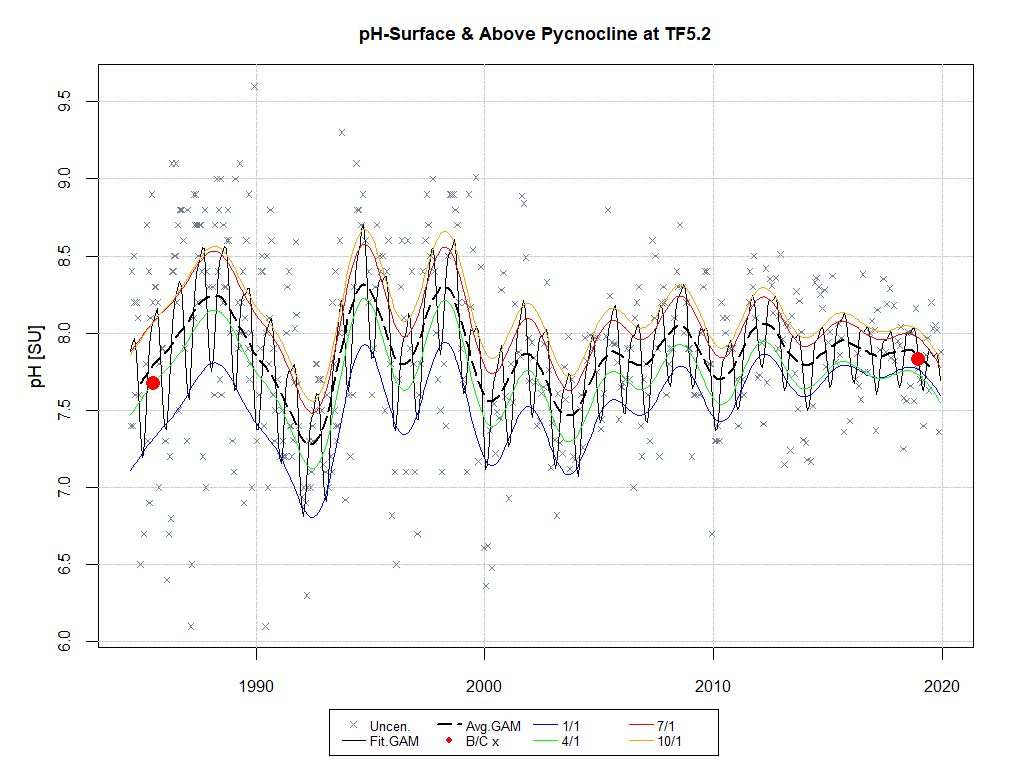 pH-Surface & Above Pycnocline at TF5.2
pH [SU]
9.5
9.0
8.5
8.0
7.5
7.0
6.5
6.0
1990 2000 2010 2020
Uncen. Avg.GAM 1/1 7/1
Fit.GAM B/C x 4/1 10/1